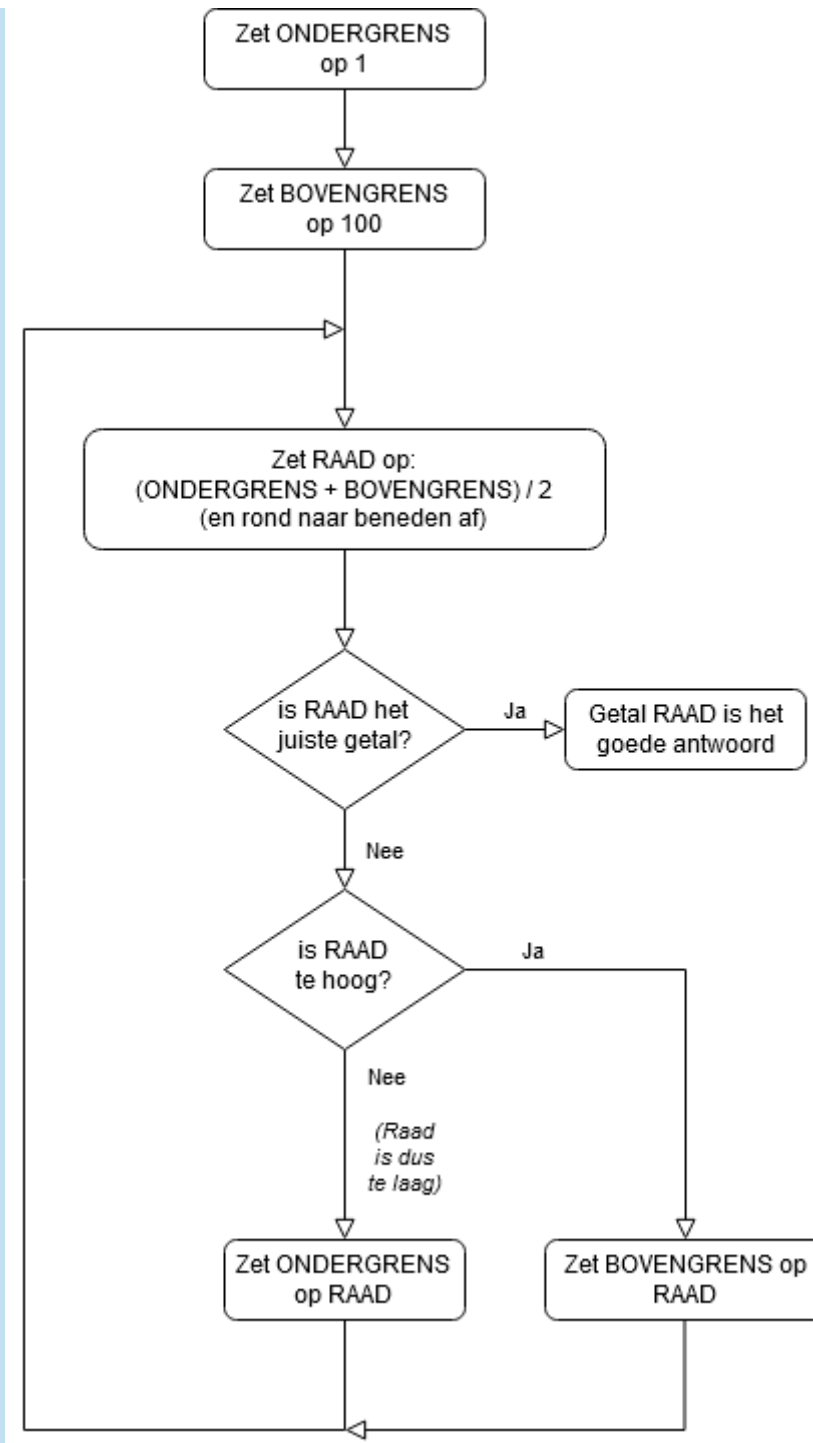 Zet ONDERGRENS
op 1
Zet BOVENGRENS
op 100
Zet RAAD op:
(ONDERGRENS + BOVENGRENS) / 2
(en rond naar beneden af)
is RAAD het
juiste getal?
Ja
Getal RAAD is het
goede antwoord
Nee
is RAAD
te hoog?
Ja
Nee
(Raad
is dus
te laag)
Zet ONDERGRENS
op RAAD
Zet BOVENGRENS op
RAAD